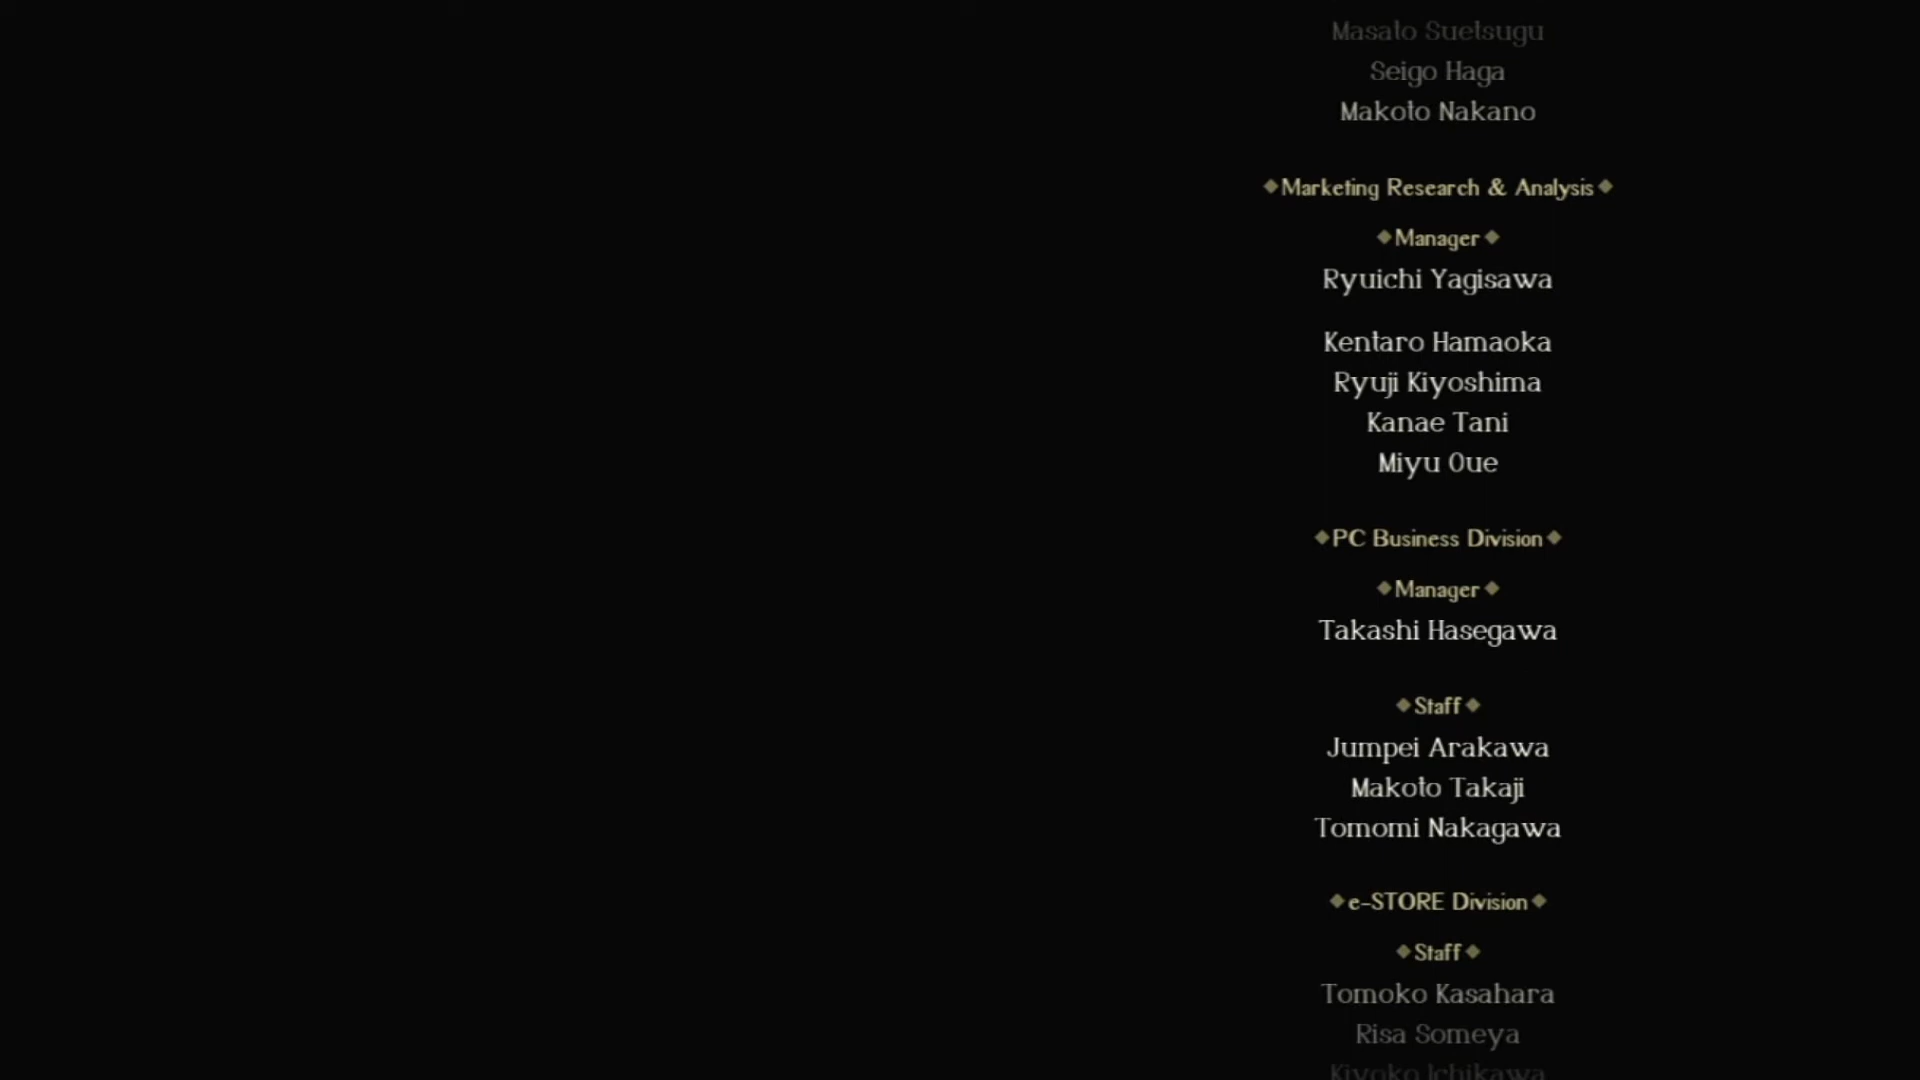 Masato Suetsugu
Seigo Haga
Makoto Nakano
◆Marketing Research & Analysis◆
◆Manager◆
Ryuichi Yagisawa
Kentaro Hamaoka
Ryuji Kiyoshima
Kanae Tani
Miyu Oue
◆PC Business Division◆
◆Manager◆
Takashi Hasegawa
◆Staff◆
Jumpei Arakawa
Makoto Takaji
Tomomi Nakagawa
◆e-STORE Division◆
◆Staff◆
Tomoko Kasahara
Risa Someya
Kiyoko Ichikawa